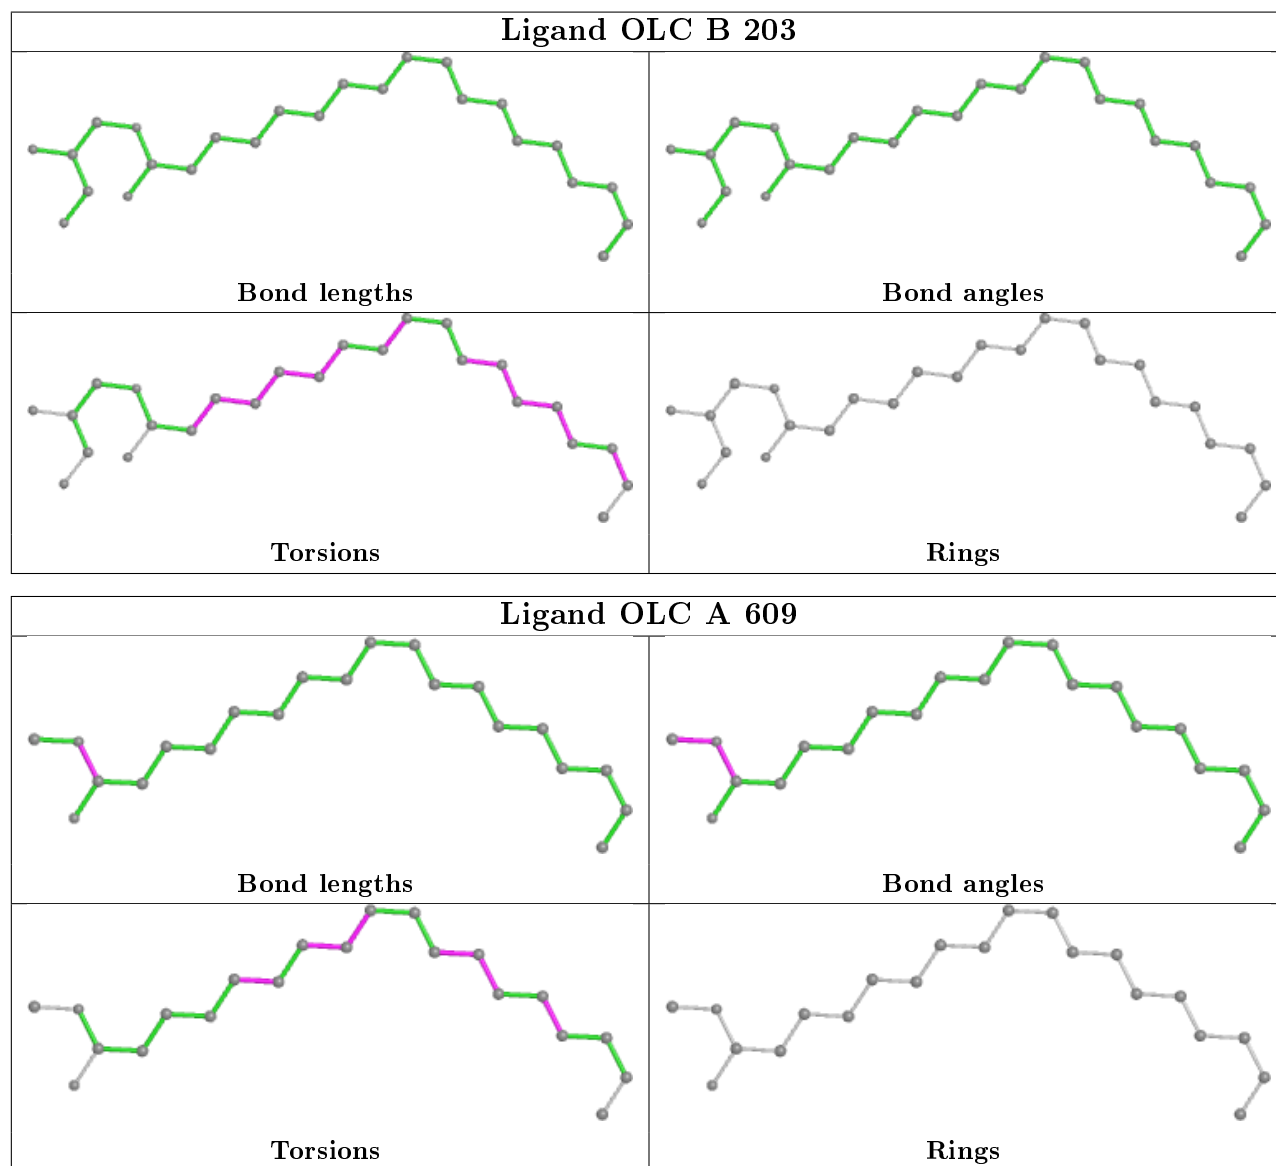 Ligand OLC B 203
Bond lengths
Bond angles
Torsions
Rings
Ligand OLC A 609
Bond lengths
Bond angles
Torsions
Rings